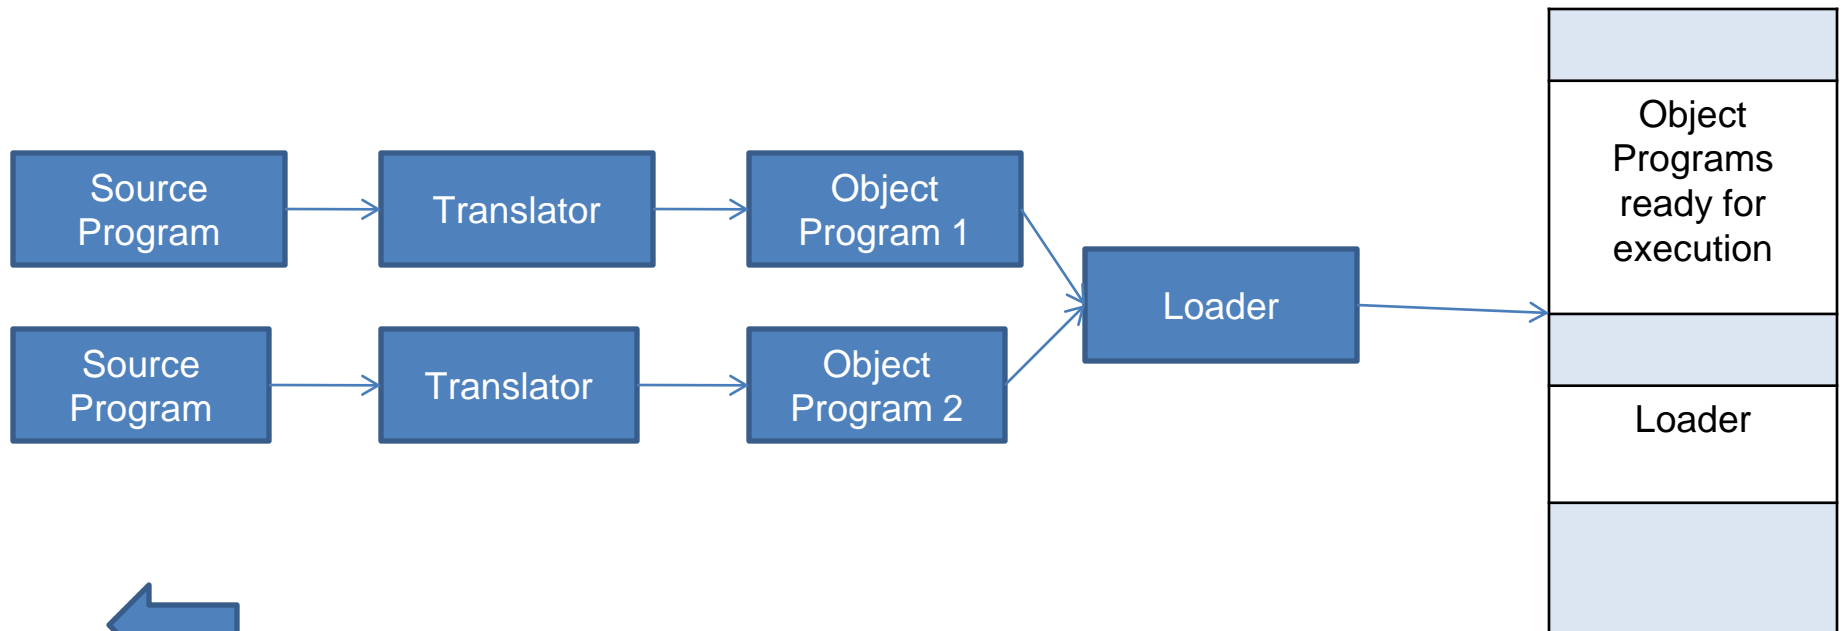 Source
Program
Translator
Object
Program 1
Source
Program
Translator
Object
Program 2
Loader
Object
Programs
ready for
execution
Loader